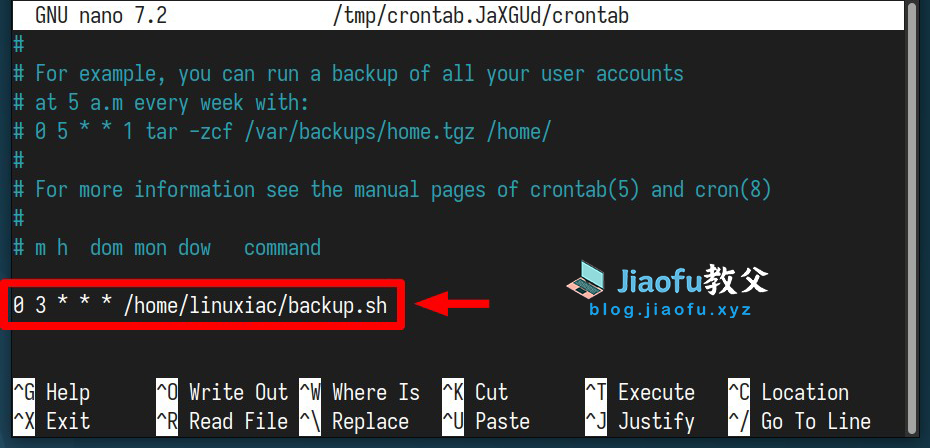 GNU nano 7.2 /tmp/crontab.JaXGUd/crontab
#
# For example, you can run a backup of all your user accounts
# at 5 a.m every week with:
# 0 5 * * 1 tar -zcf /var/backups/home.tgz /home/
#
# For more information see the manual pages of crontab(5) and cron(8)
#
# m h dom mon dow command
Jiaofu教父
blog.jiaofu.xyz
0 3 * * * /home/linuxiac/backup.sh
^G Help ^O Write Out ^W Where Is ^K Cut ^T Execute ^C Location
^X Exit ^R Read File ^\ Replace ^U Paste ^J Justify ^/ Go To Line